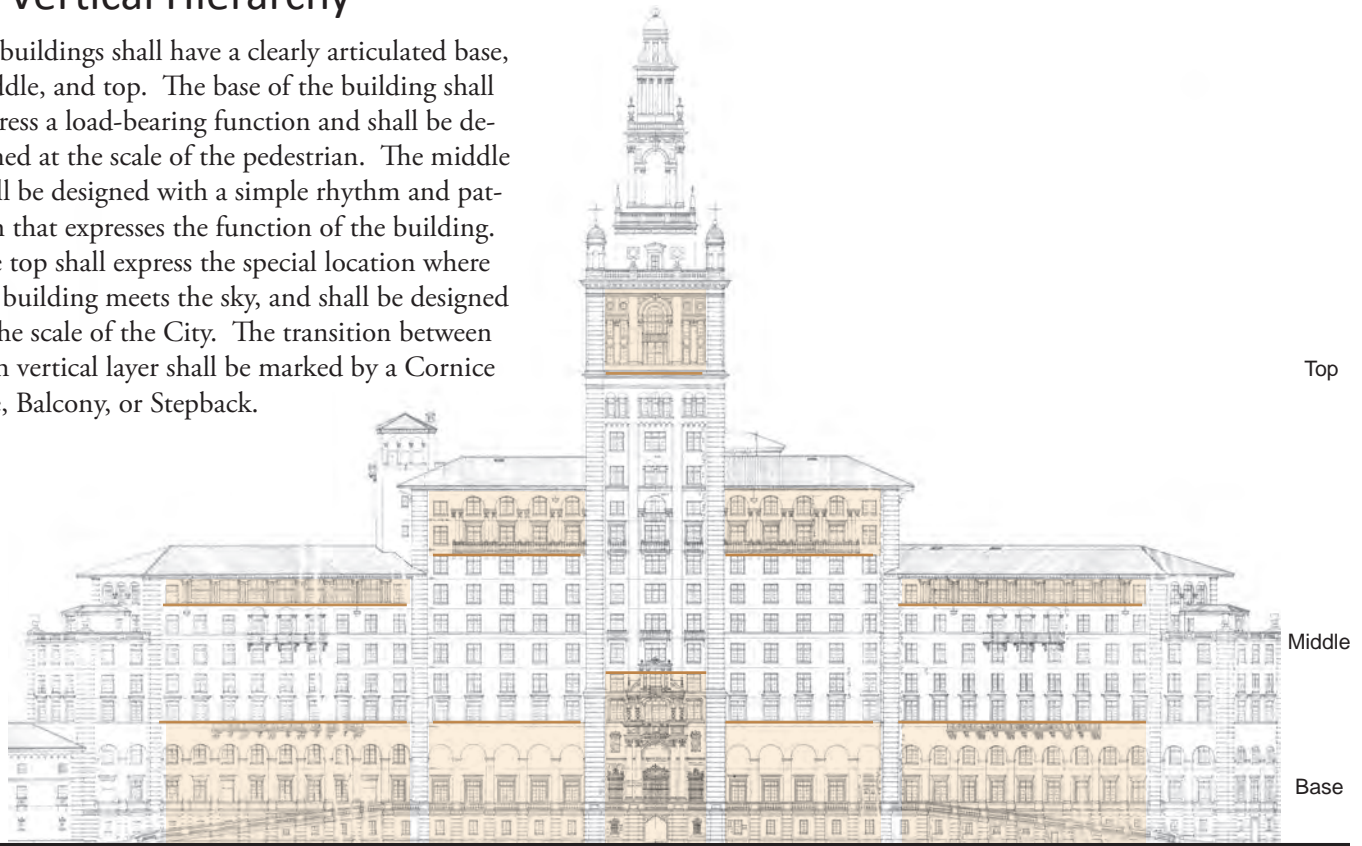 Vertical Hierarchy
buildings shall have a clearly articulated base,
ddle, and top. The base of the building shall
ress a load-bearing function and shall be de-
ned at the scale of the pedestrian. The middle
ll be designed with a simple rhythm and pat-
n that expresses the function of the building.
e top shall express the special location where
building meets the sky, and shall be designed
he scale of the City. The transition between
n vertical layer shall be marked by a Cornice
e, Balcony, or Stepback.
Top
Middle
Base